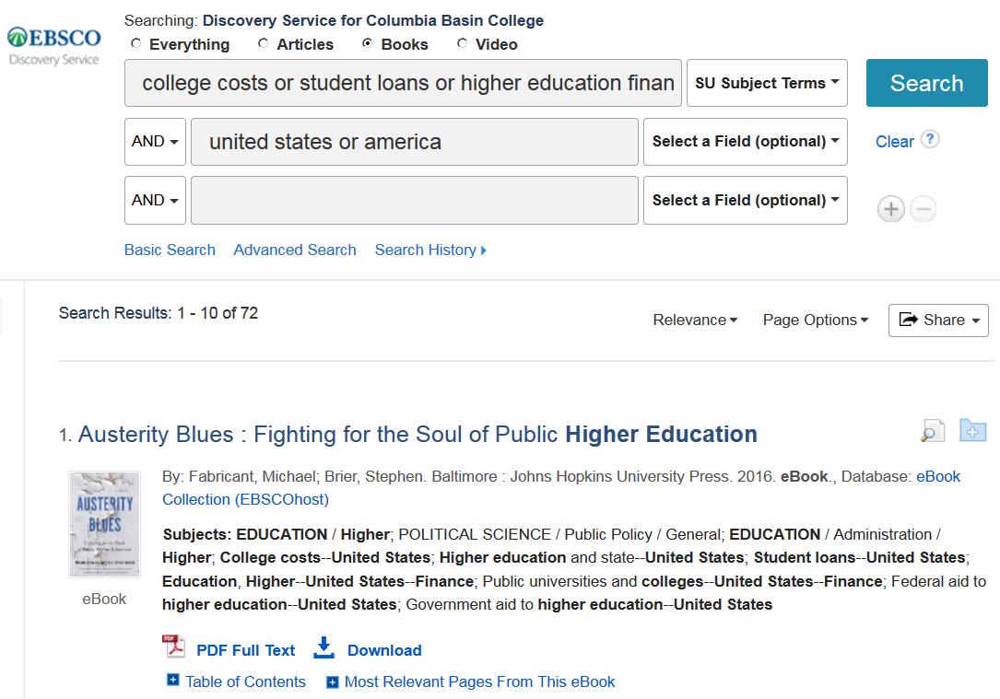 Searching: Discovery Service for Columbia Basin College
EBSCO
Discovery Service
Everything Articles Books Video
college costs or student loans or higher education finan
SU Subject Terms
Search
AND
united states or america
Select a Field (optional)
Clear ?
AND
Select a Field (optional)
Basic Search Advanced Search Search History
Search Results: 1 - 10 of 72
Relevance Page Options Share
1. Austerity Blues : Fighting for the Soul of Public Higher Education
AUSTERITY
BLUES
eBook
By: Fabricant, Michael; Brier, Stephen. Baltimore : Johns Hopkins University Press. 2016. eBook., Database: eBook
Collection (EBSCOhost)
Subjects: EDUCATION / Higher; POLITICAL SCIENCE / Public Policy / General; EDUCATION / Administration /
Higher; College costs--United States; Higher education and state--United States; Student loans--United States;
Education, Higher--United States--Finance; Public universities and colleges--United States--Finance; Federal aid to
higher education--United States; Government aid to higher education--United States
PDF PDF Full Text Download
Table of Contents Most Relevant Pages From This eBook